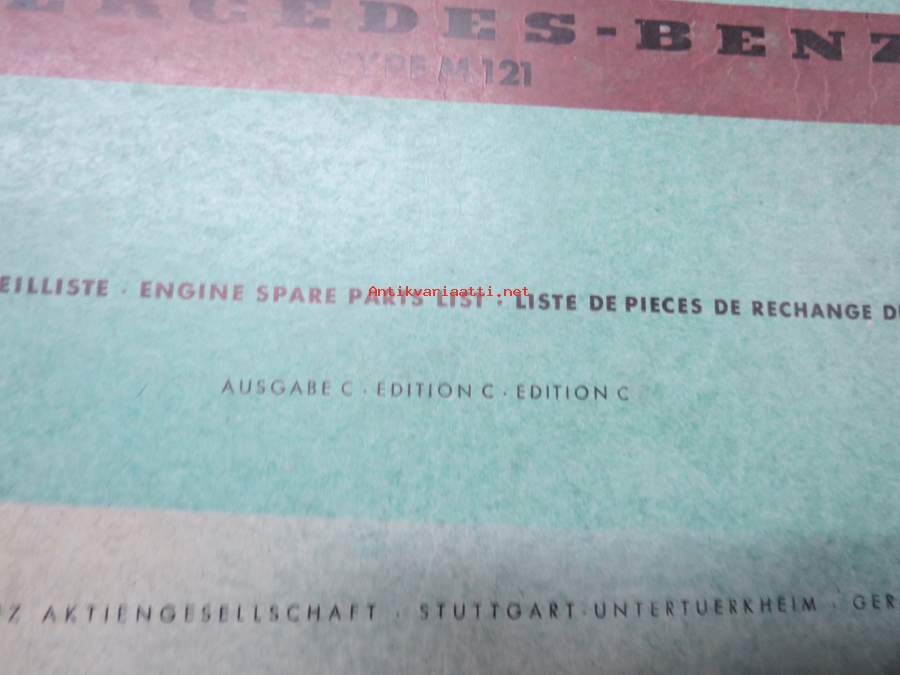 ERCEDES-BENZ
TYPE M 121
EILLISTE · ENGINE SPARE PARTS LIST · LISTE DE PIECES DE RECHANGE D
Antikvariaatti.net
AUSGABE C · EDITION C · EDITION C
Z AKTIENGESELLSCHAFT · STUTTGART-UNTERTUERKHEIM · GER